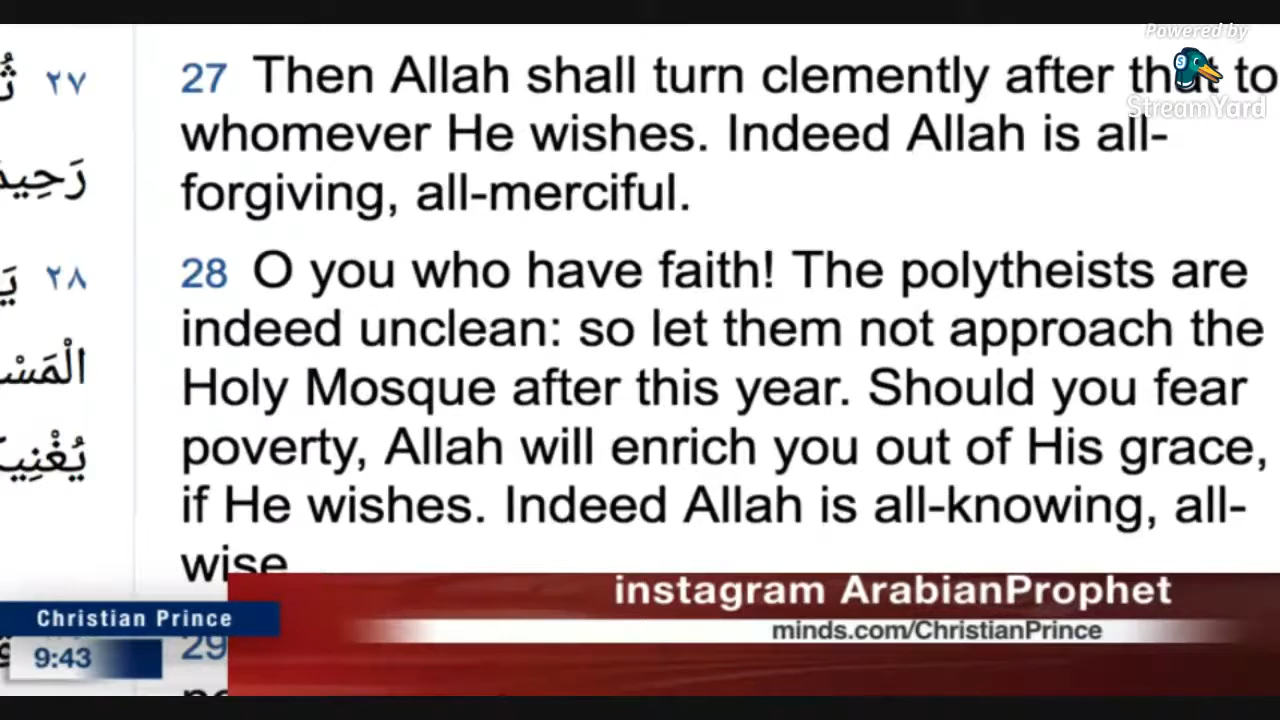 Powered by
StreamYard
٢٧
27 Then Allah shall turn clemently after that to
whomever He wishes. Indeed Allah is all-
forgiving, all-merciful.
٢٨
28 O you who have faith! The polytheists are
indeed unclean: so let them not approach the
Holy Mosque after this year. Should you fear
poverty, Allah will enrich you out of His grace,
if He wishes. Indeed Allah is all-knowing, all-
wise
29
instagram ArabianProphet
Christian Prince
minds.com/ChristianPrince
9:43